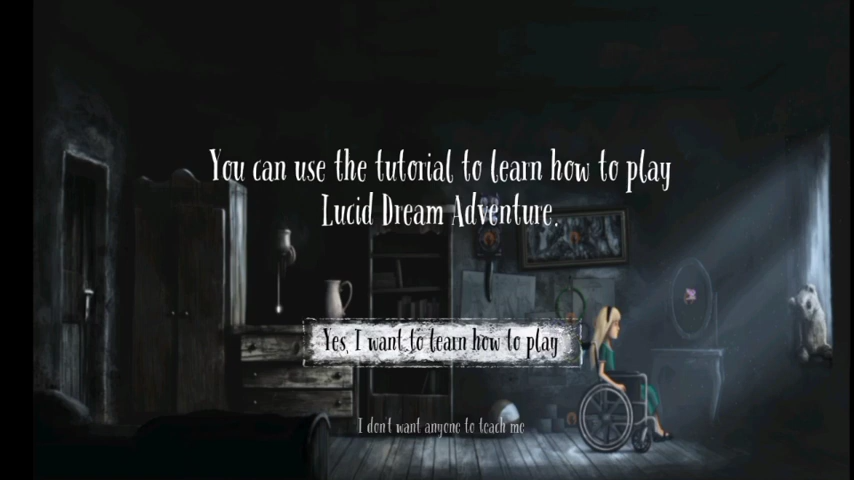 You can use the tutorial to learn how to play
Lucid Dream Adventure.
Yes, I want to learn how to play
I don't want anyone to teach me